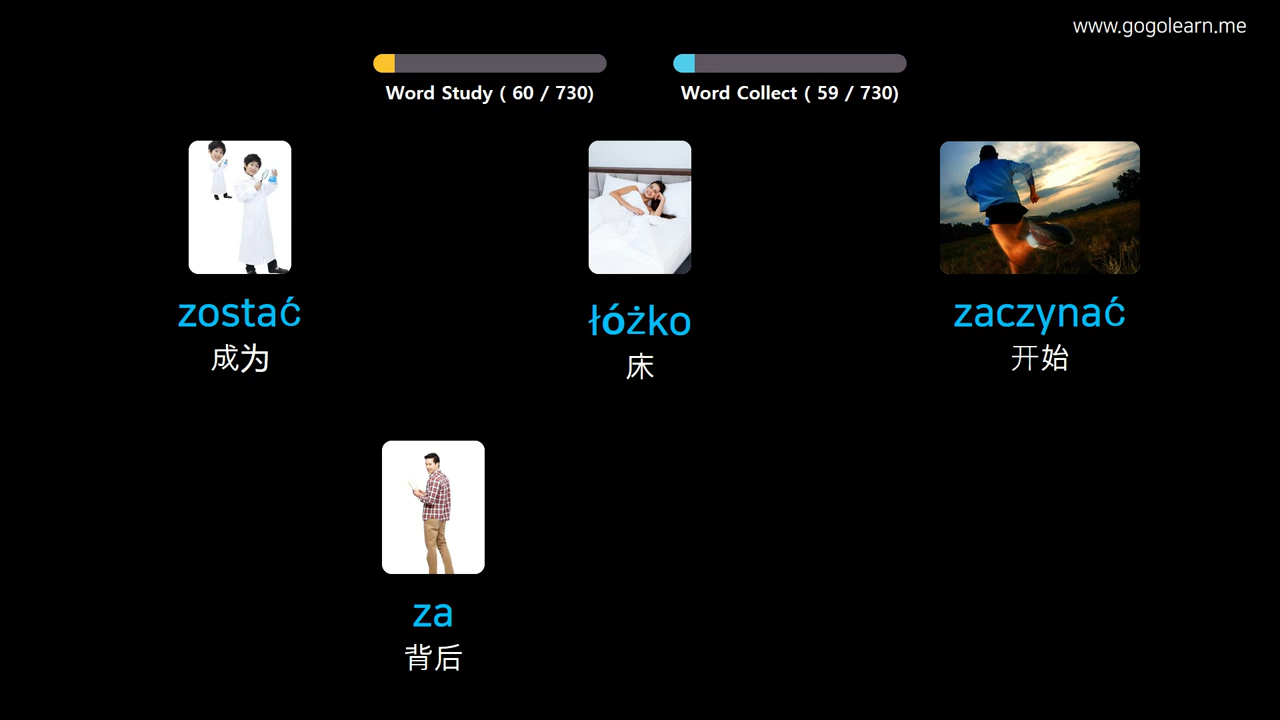 www.gogolearn.me
Word Study ( 60 / 730)
Word Collect ( 59 / 730)
zostać
成为
łóżko
床
zaczynać
开始
za
背后